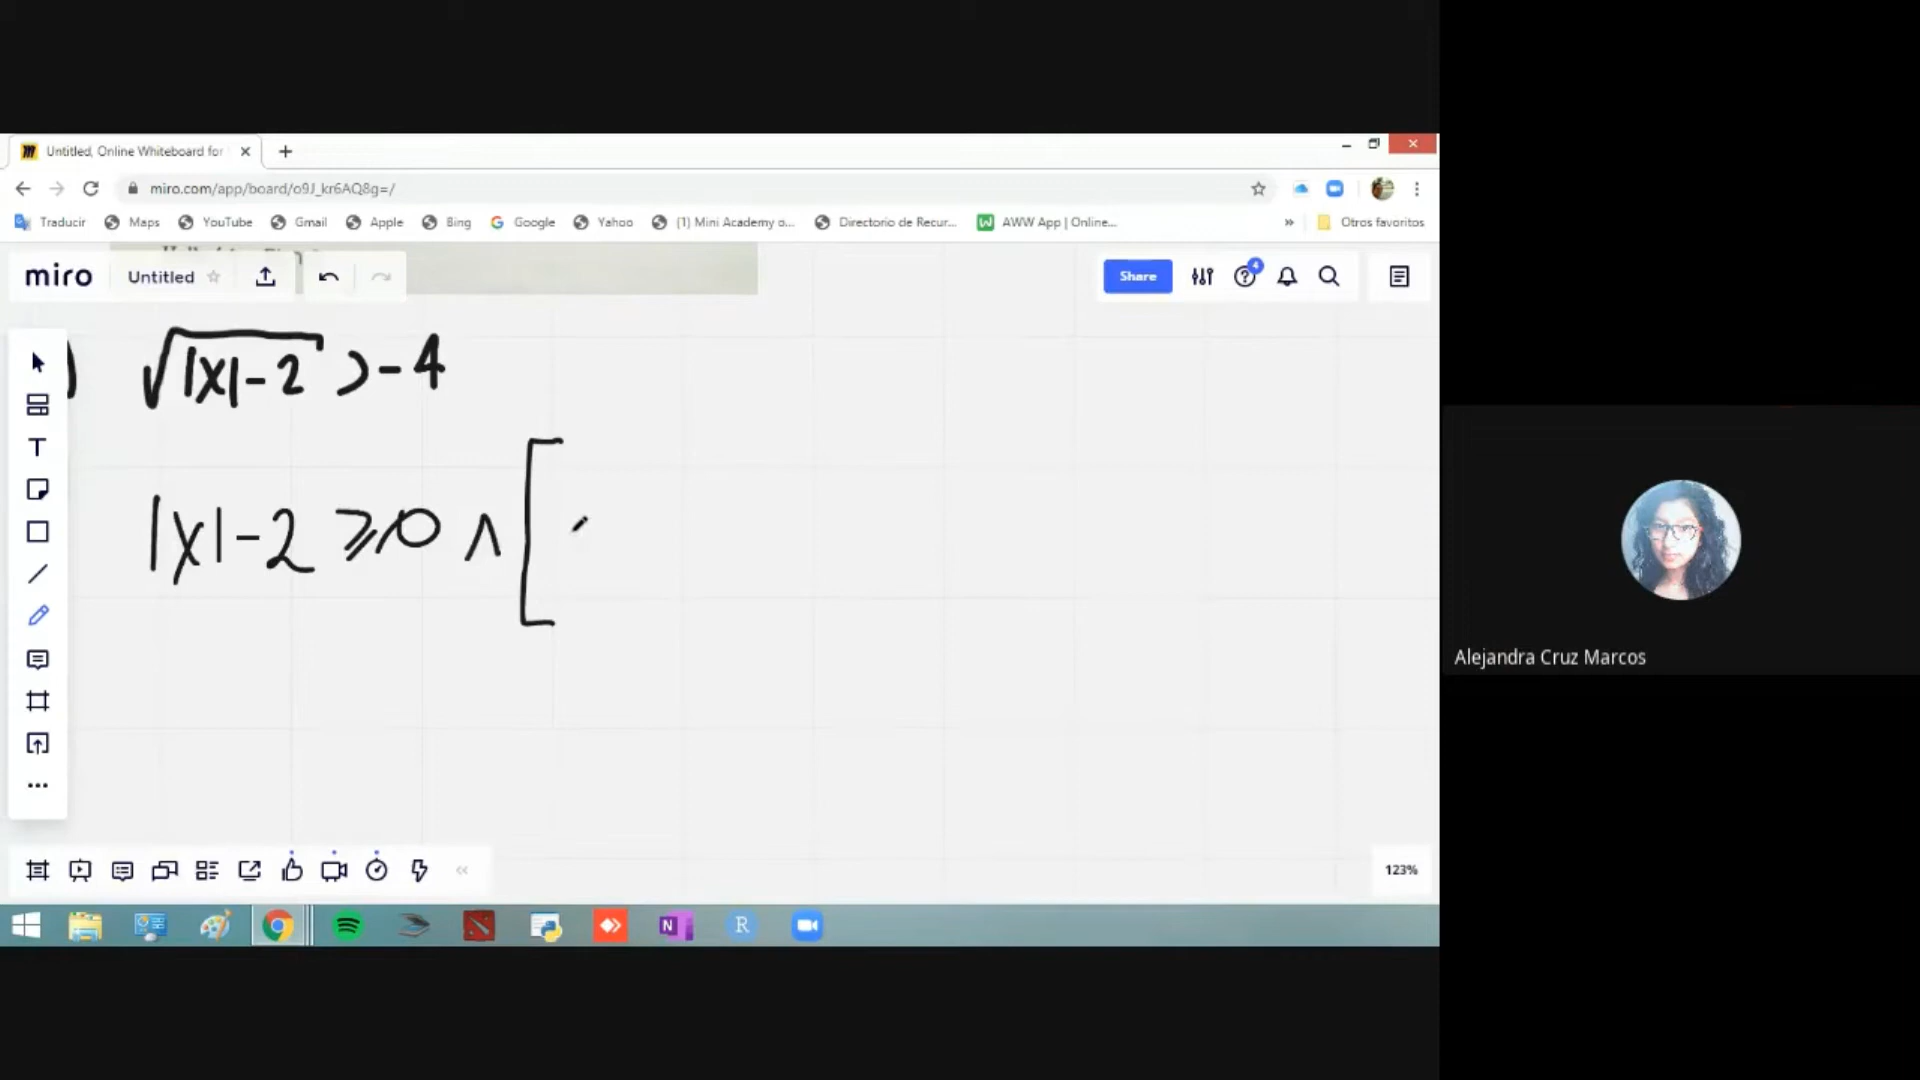 Untitled, Online Whiteboard for
miro.com/app/board/o9J_kr6AQ8g=/
Traducir Maps YouTube Gmail Apple Bing Google Yahoo (1) Mini Academy o... Directorio de Recur... AWW App | Online... » Otros favoritos
miro Untitled Share 4
) √|x|-2 > -4
|x|-2 ⩾ 0 ∧ [
T
123%
N R
Alejandra Cruz Marcos